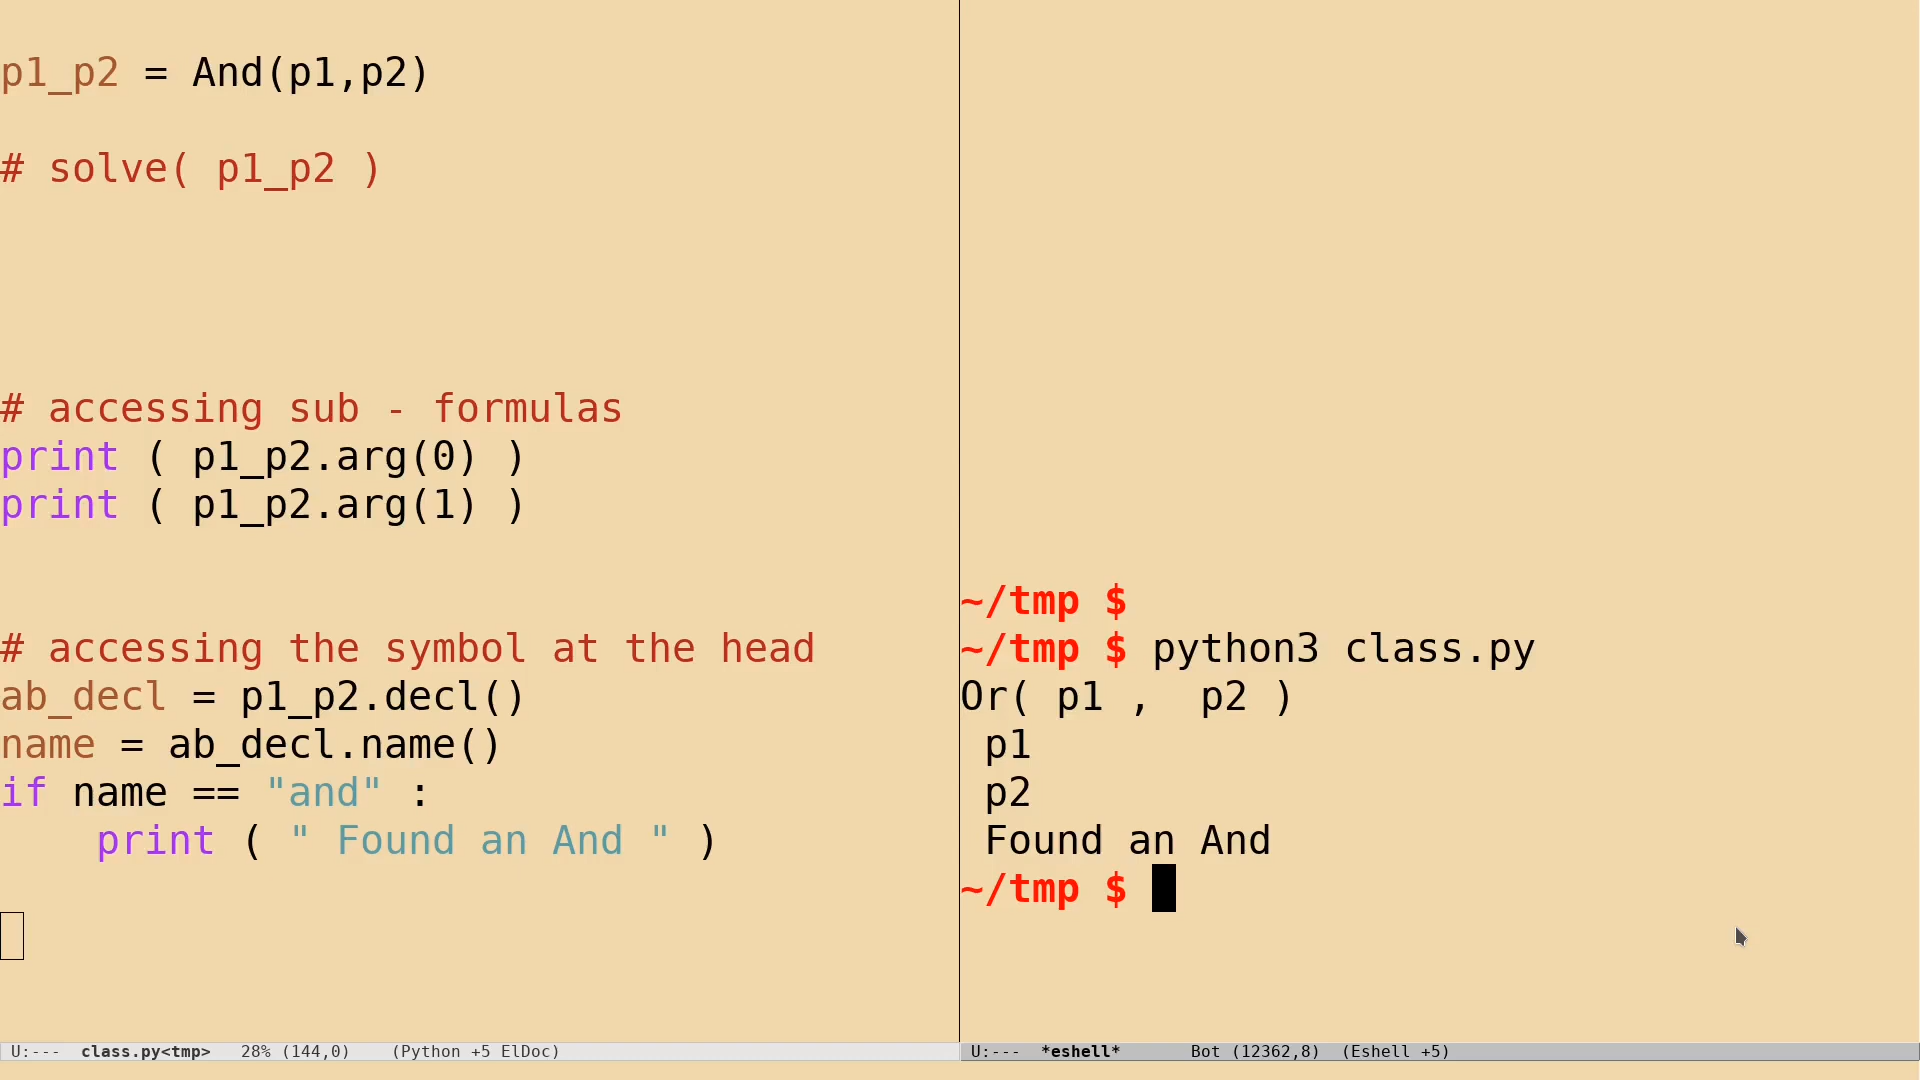 p1_p2 = And(p1,p2)
# solve( p1_p2 )
# accessing sub - formulas
print ( p1_p2.arg(0) )
print ( p1_p2.arg(1) )
# accessing the symbol at the head
ab_decl = p1_p2.decl()
name = ab_decl.name()
if name == "and" :
    print ( " Found an And " )
U:---  class.py<tmp>   28% (144,0)    (Python +5 ElDoc)
~/tmp $
~/tmp $ python3 class.py
Or( p1 ,  p2 )
 p1
 p2
 Found an And
~/tmp $
U:---  *eshell*       Bot (12362,8)  (Eshell +5)